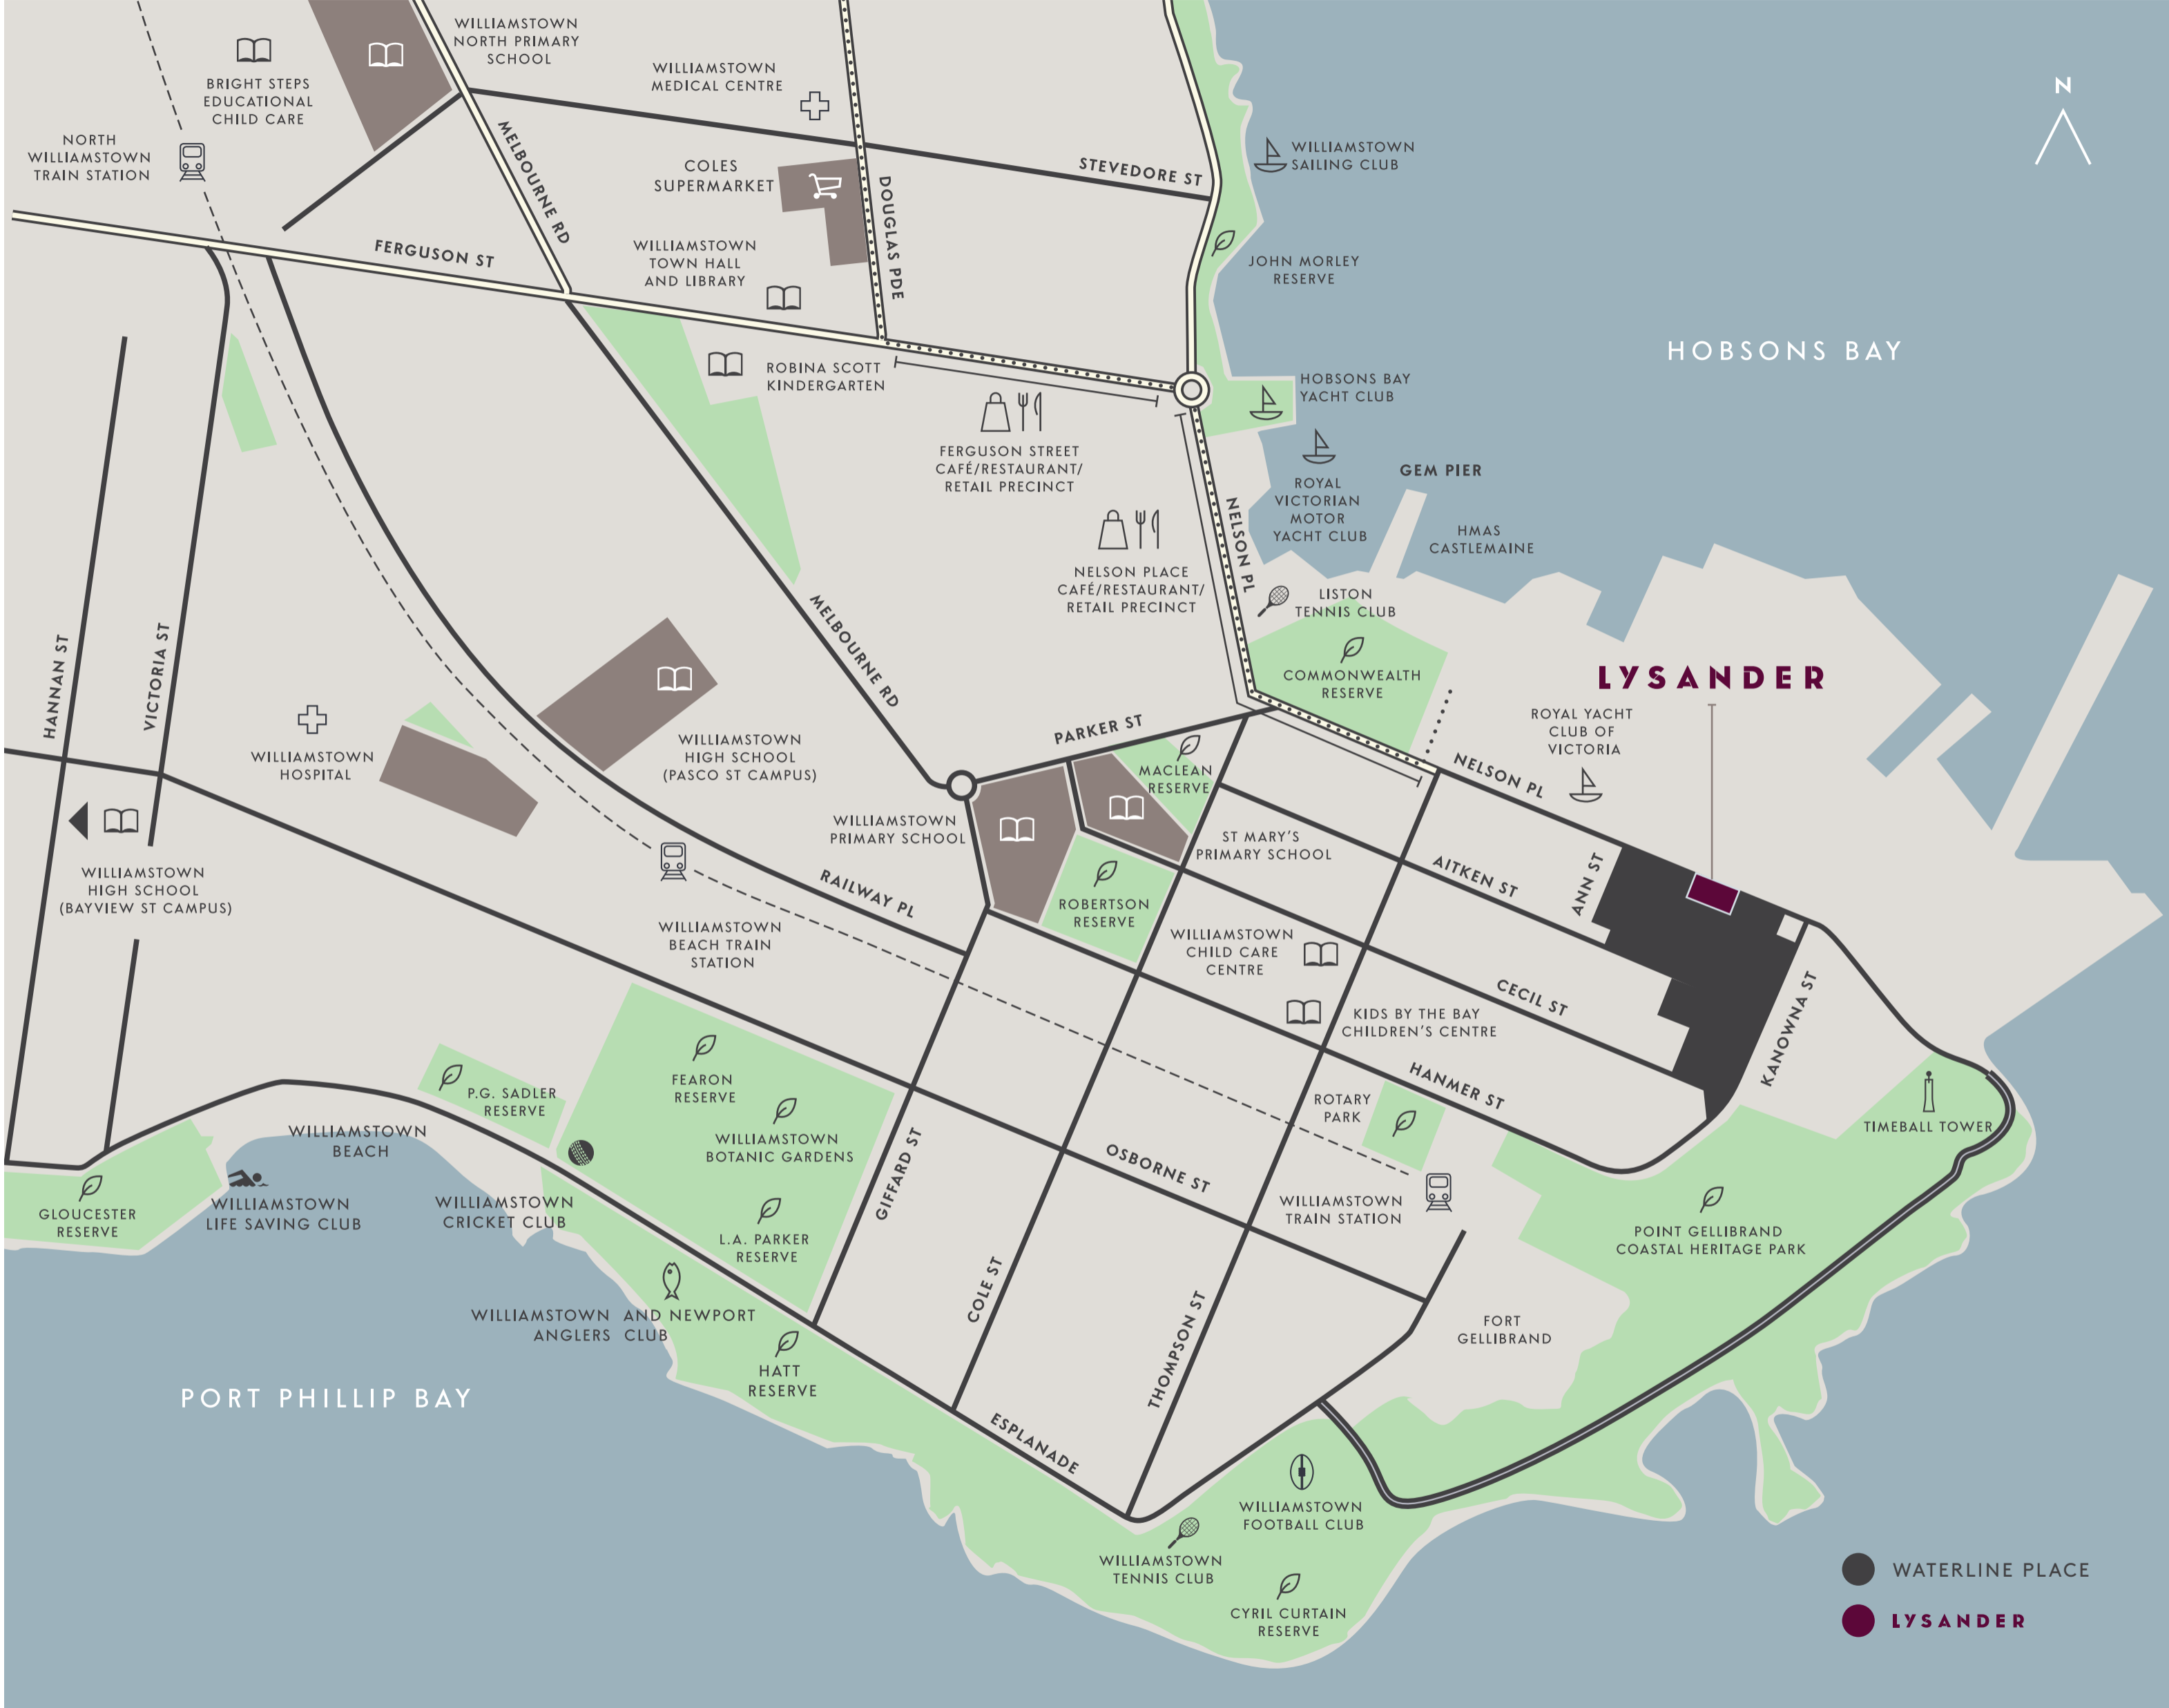 WILLIAMSTOWN
NORTH PRIMARY
SCHOOL
BRIGHT STEPS
EDUCATIONAL
CHILD CARE
NORTH
WILLIAMSTOWN
TRAIN STATION
WILLIAMSTOWN
MEDICAL CENTRE
MELBOURNE RD
STEVEDORE ST
WILLIAMSTOWN
SAILING CLUB
N
COLES
SUPERMARKET
DOUGLAS PDE
FERGUSON ST
WILLIAMSTOWN
TOWN HALL
AND LIBRARY
JOHN MORLEY
RESERVE
HOBSONS BAY
ROBINA SCOTT
KINDERGARTEN
HOBSONS BAY
YACHT CLUB
FERGUSON STREET
CAFÉ/RESTAURANT/
RETAIL PRECINCT
GEM PIER
ROYAL
VICTORIAN
MOTOR
YACHT CLUB
HMAS
CASTLEMAINE
NELSON PL
NELSON PLACE
CAFÉ/RESTAURANT/
RETAIL PRECINCT
LISTON
TENNIS CLUB
MELBOURNE RD
HANNAN ST
VICTORIA ST
COMMONWEALTH
RESERVE
LYSANDER
ROYAL YACHT
CLUB OF
VICTORIA
PARKER ST
WILLIAMSTOWN
HOSPITAL
WILLIAMSTOWN
HIGH SCHOOL
(PASCO ST CAMPUS)
MACLEAN
RESERVE
NELSON PL
WILLIAMSTOWN
PRIMARY SCHOOL
ST MARY'S
PRIMARY SCHOOL
AITKEN ST
ANN ST
WILLIAMSTOWN
HIGH SCHOOL
(BAYVIEW ST CAMPUS)
RAILWAY PL
ROBERTSON
RESERVE
WILLIAMSTOWN
BEACH TRAIN
STATION
WILLIAMSTOWN
CHILD CARE
CENTRE
CECIL ST
KANOWNA ST
KIDS BY THE BAY
CHILDREN'S CENTRE
HANMER ST
FEARON
RESERVE
P.G. SADLER
RESERVE
ROTARY
PARK
TIMEBALL TOWER
WILLIAMSTOWN
BEACH
WILLIAMSTOWN
BOTANIC GARDENS
GIFFARD ST
OSBORNE ST
GLOUCESTER
RESERVE
WILLIAMSTOWN
LIFE SAVING CLUB
WILLIAMSTOWN
CRICKET CLUB
WILLIAMSTOWN
TRAIN STATION
L.A. PARKER
RESERVE
POINT GELLIBRAND
COASTAL HERITAGE PARK
WILLIAMSTOWN AND NEWPORT
ANGLERS CLUB
COLE ST
THOMPSON ST
FORT
GELLIBRAND
HATT
RESERVE
PORT PHILLIP BAY
ESPLANADE
WILLIAMSTOWN
FOOTBALL CLUB
WILLIAMSTOWN
TENNIS CLUB
CYRIL CURTAIN
RESERVE
WATERLINE PLACE
LYSANDER